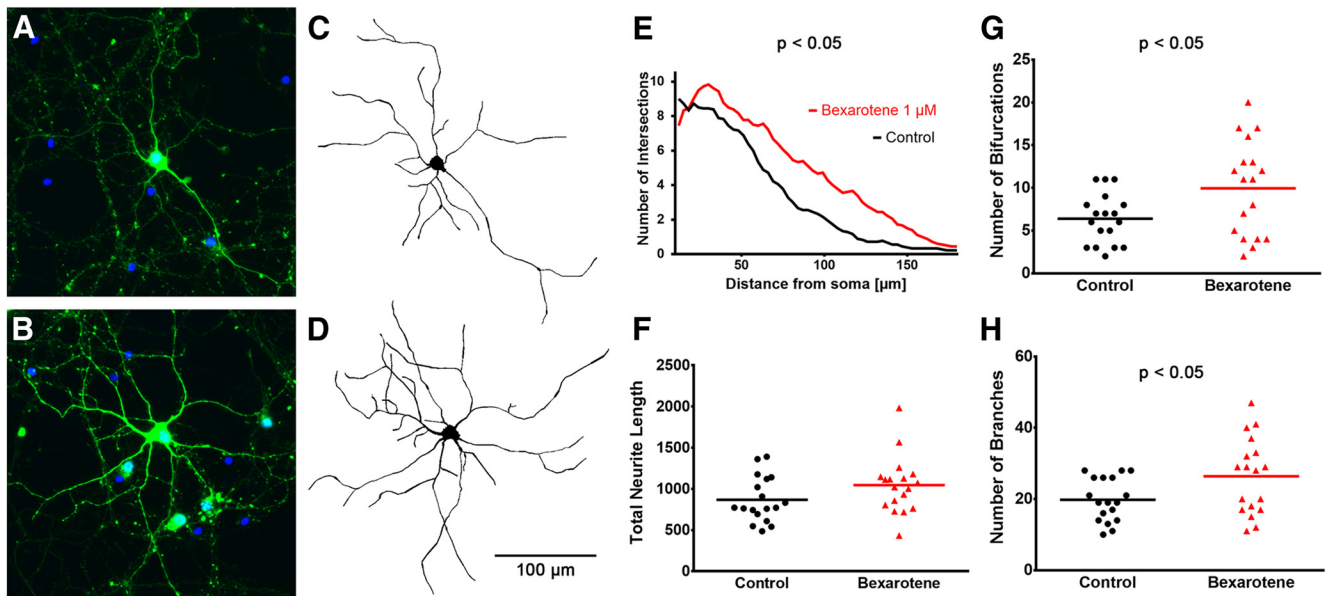 A
B
C
D
100 µm
E
p < 0.05
Number of Intersections
10
8
6
4
2
0
50
100
150
Distance from soma [µm]
Bexarotene 1 µM
Control
F
Total Neurite Length
2500
2000
1500
1000
500
0
Control
Bexarotene
G
p < 0.05
Number of Bifurcations
25
20
15
10
5
0
Control
Bexarotene
H
p < 0.05
Number of Branches
60
40
20
0
Control
Bexarotene